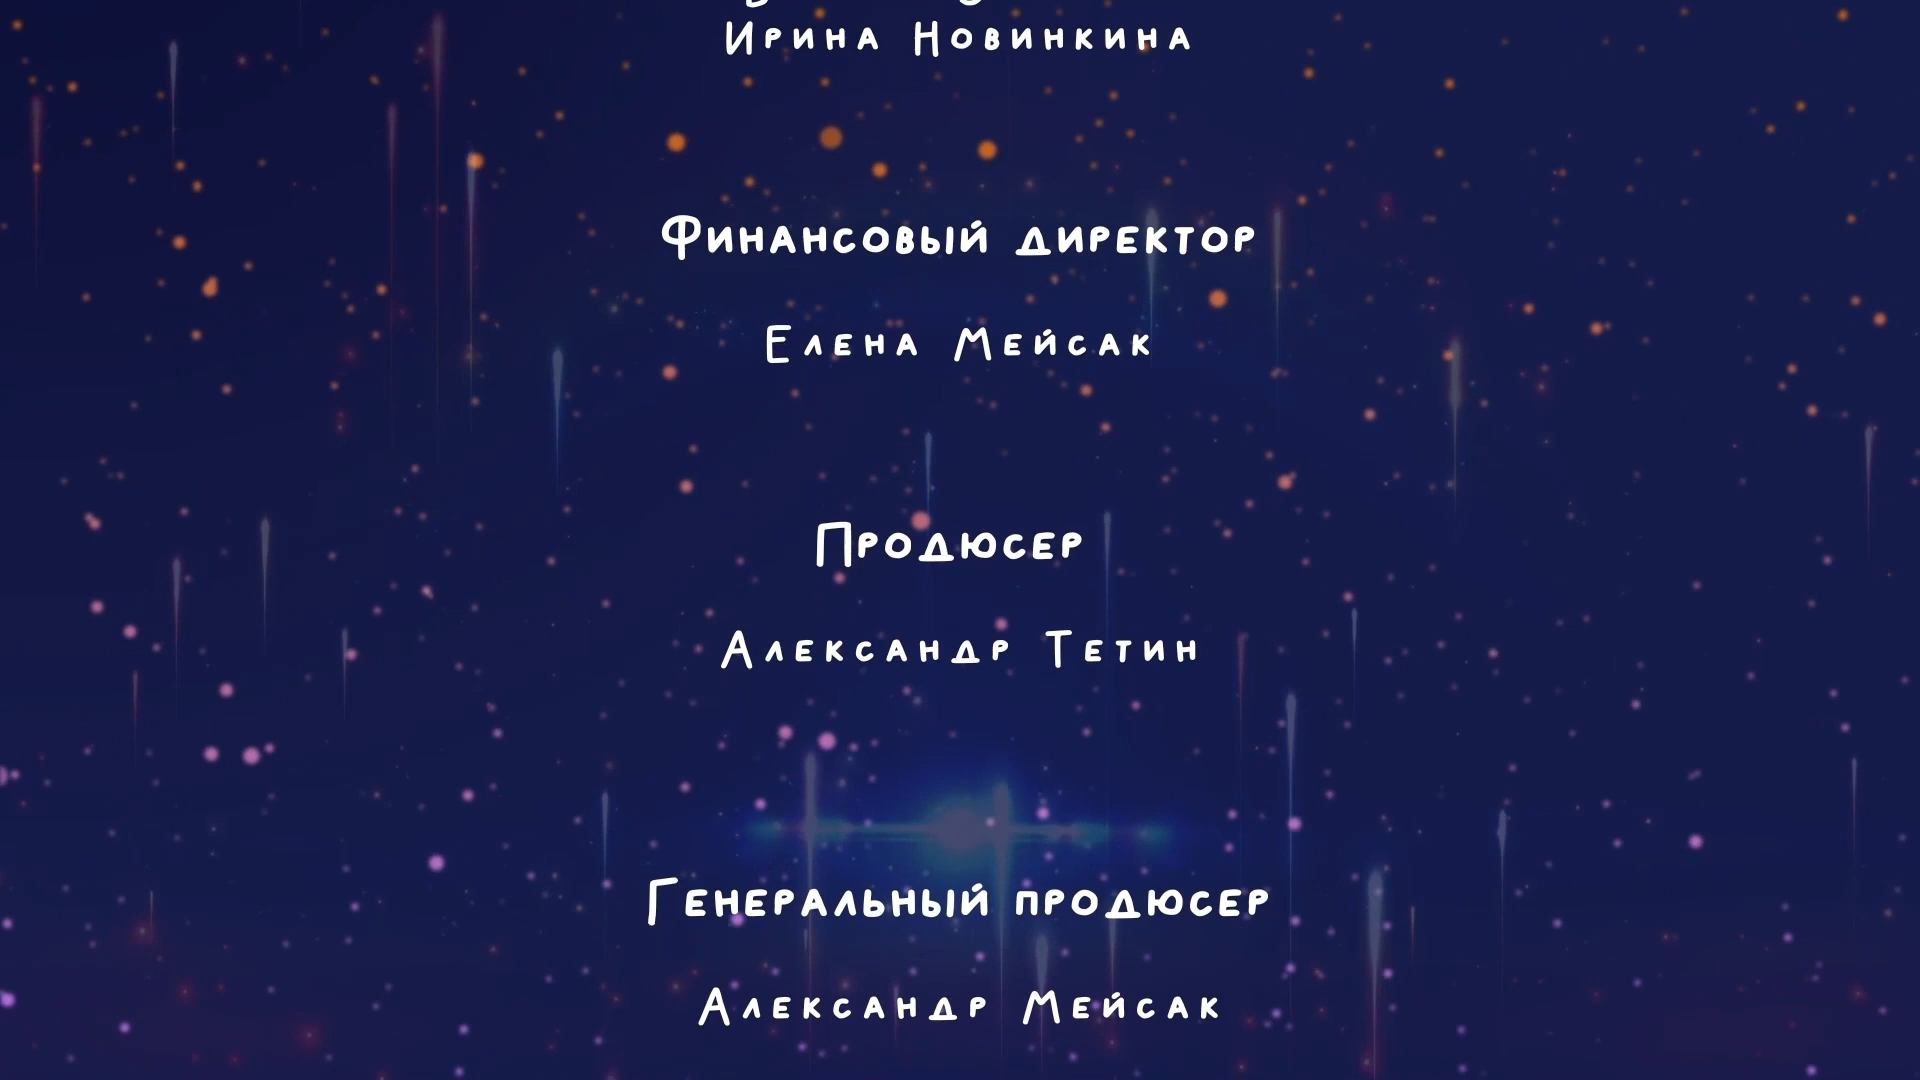 Ирина Новинкина
Финансовый директор
Елена Мейсак
Продюсер
Александр Тетин
Генеральный продюсер
Александр Мейсак